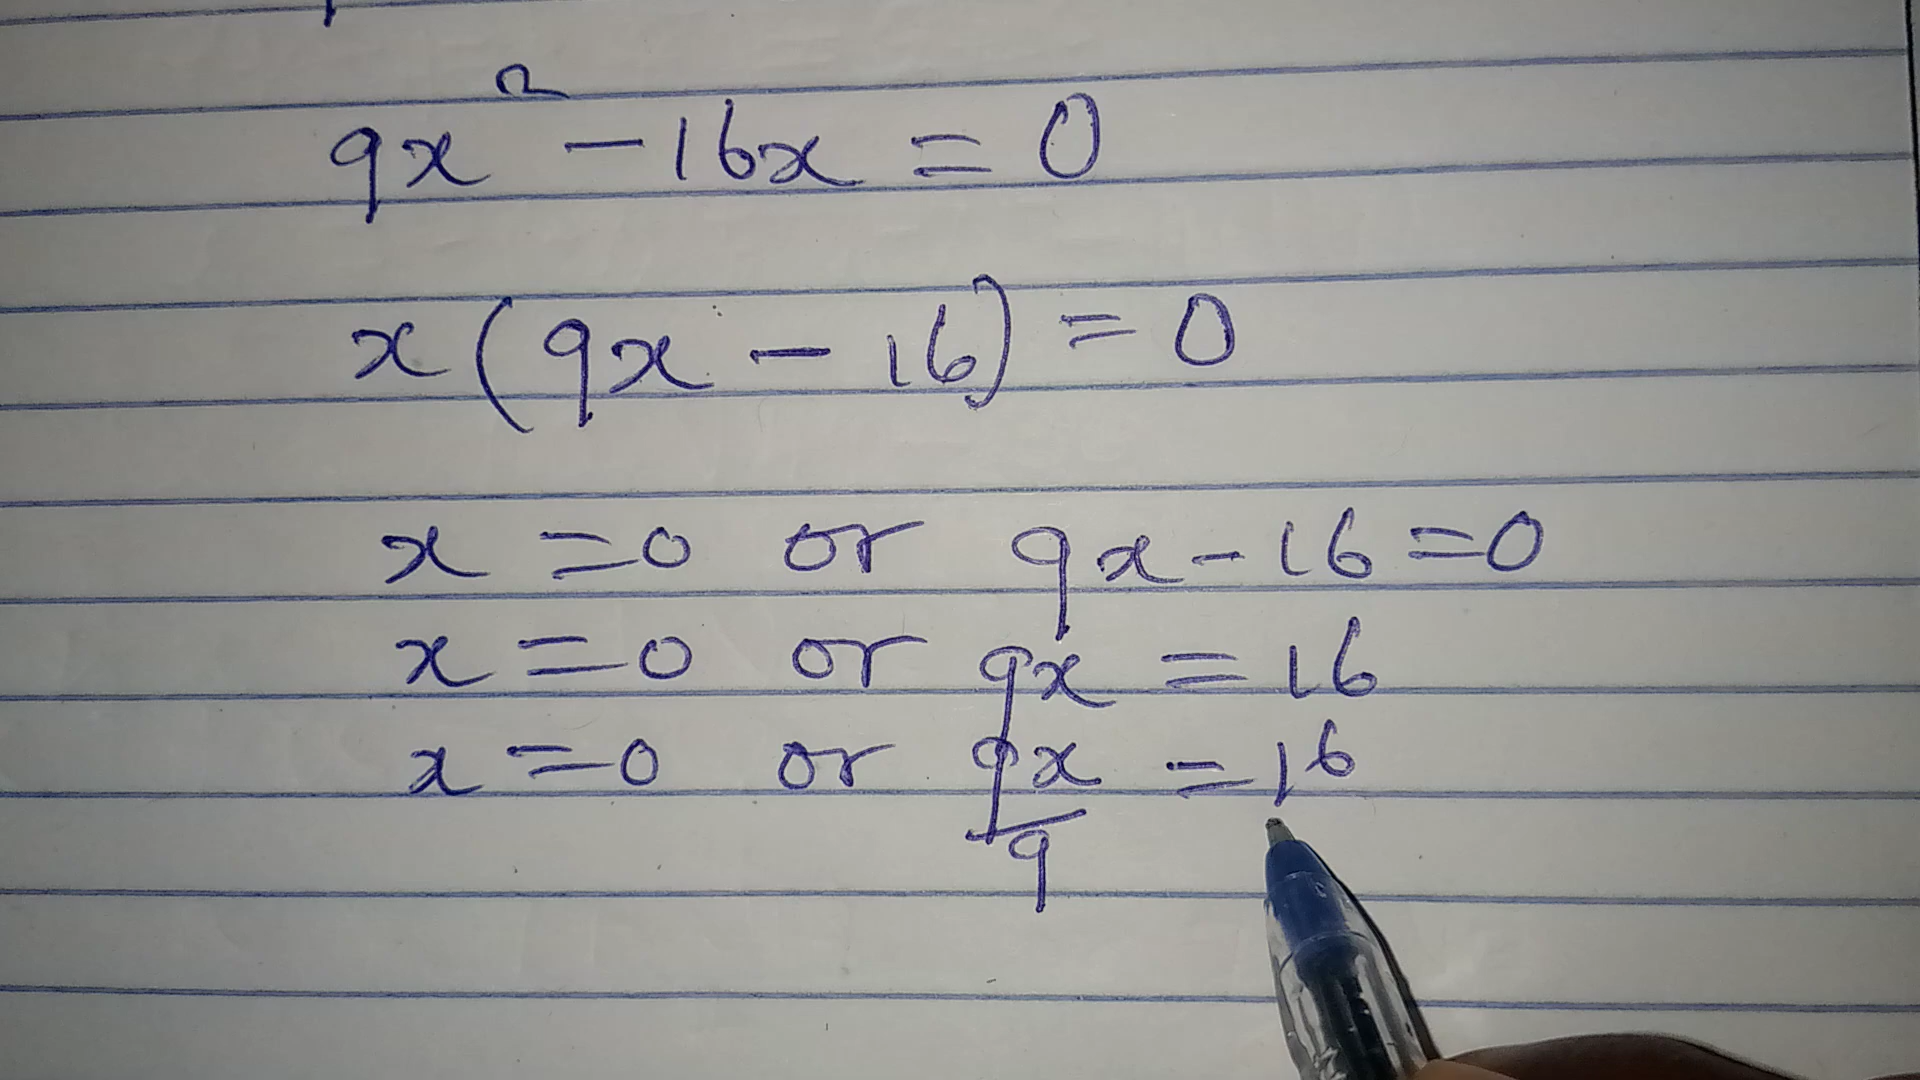 9x² - 16x = 0
x(9x - 16) = 0
x = 0 or 9x - 16 = 0
x = 0 or 9x = 16
x = 0 or 9x = 16
9